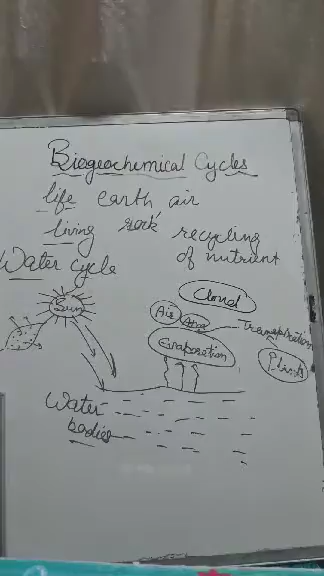 Biogeochemical Cycles
life earth air
living rock recycling
of nutrient
Water cycle
Cloud
Sun
Air
Transpiration
Evaporation
Plants
Water
bodies